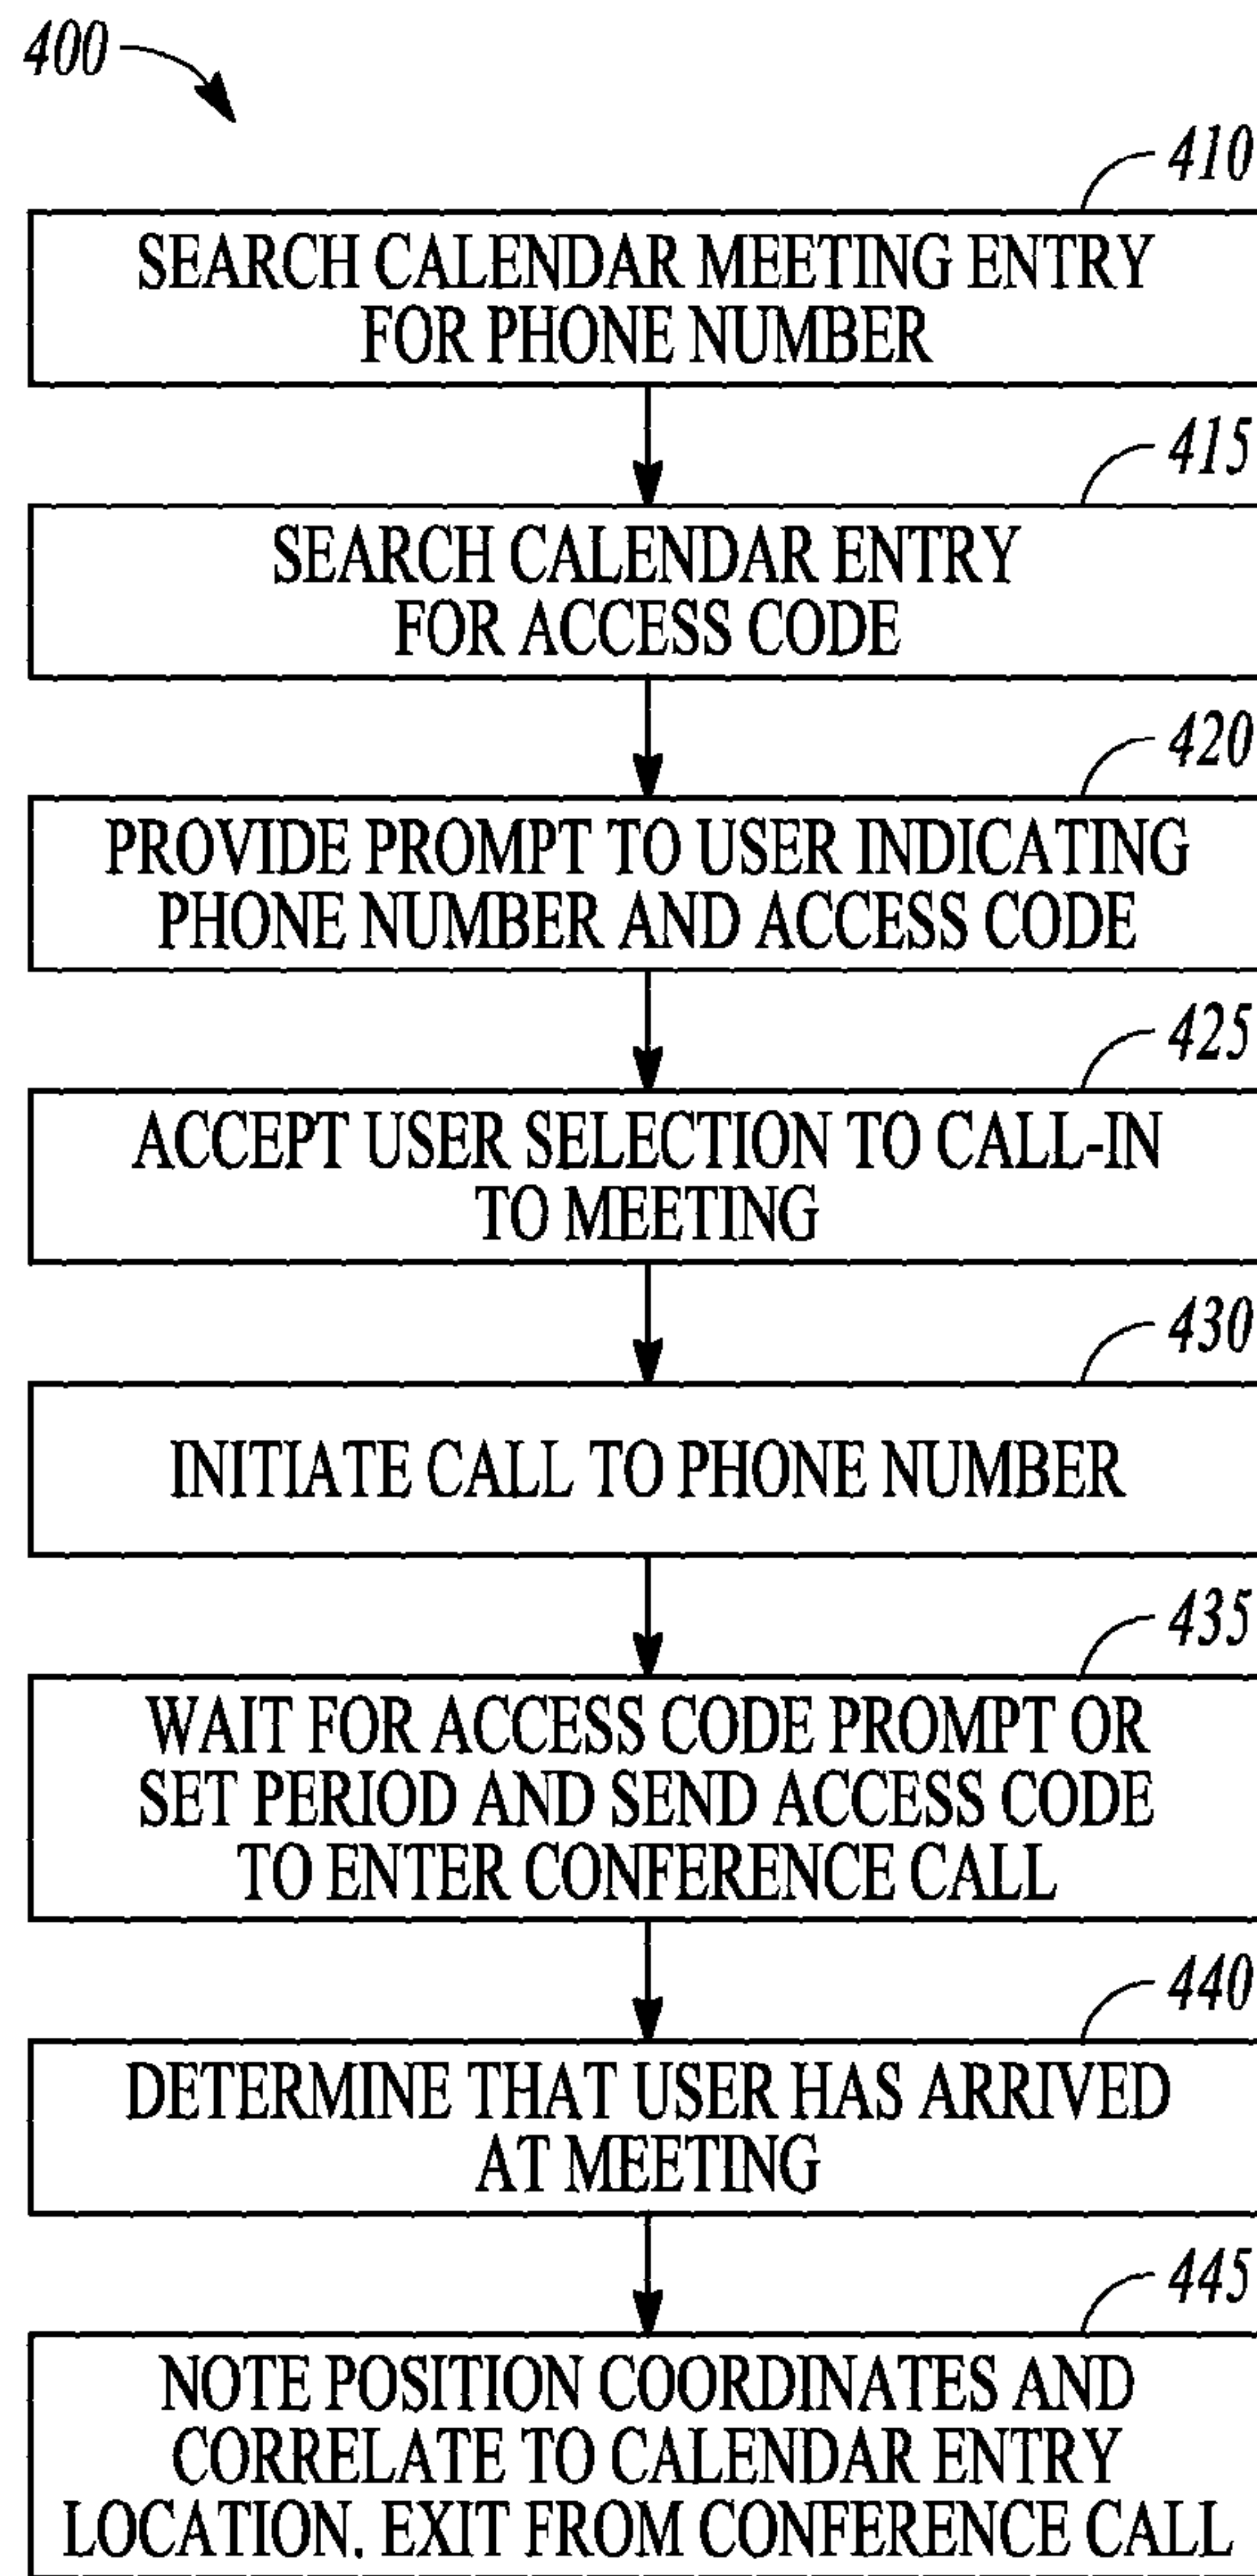 400
410
SEARCH CALENDAR MEETING ENTRY
FOR PHONE NUMBER
415
SEARCH CALENDAR ENTRY
FOR ACCESS CODE
420
PROVIDE PROMPT TO USER INDICATING
PHONE NUMBER AND ACCESS CODE
425
ACCEPT USER SELECTION TO CALL-IN
TO MEETING
430
INITIATE CALL TO PHONE NUMBER
435
WAIT FOR ACCESS CODE PROMPT OR
SET PERIOD AND SEND ACCESS CODE
TO ENTER CONFERENCE CALL
440
DETERMINE THAT USER HAS ARRIVED
AT MEETING
445
NOTE POSITION COORDINATES AND
CORRELATE TO CALENDAR ENTRY
LOCATION. EXIT FROM CONFERENCE CALL